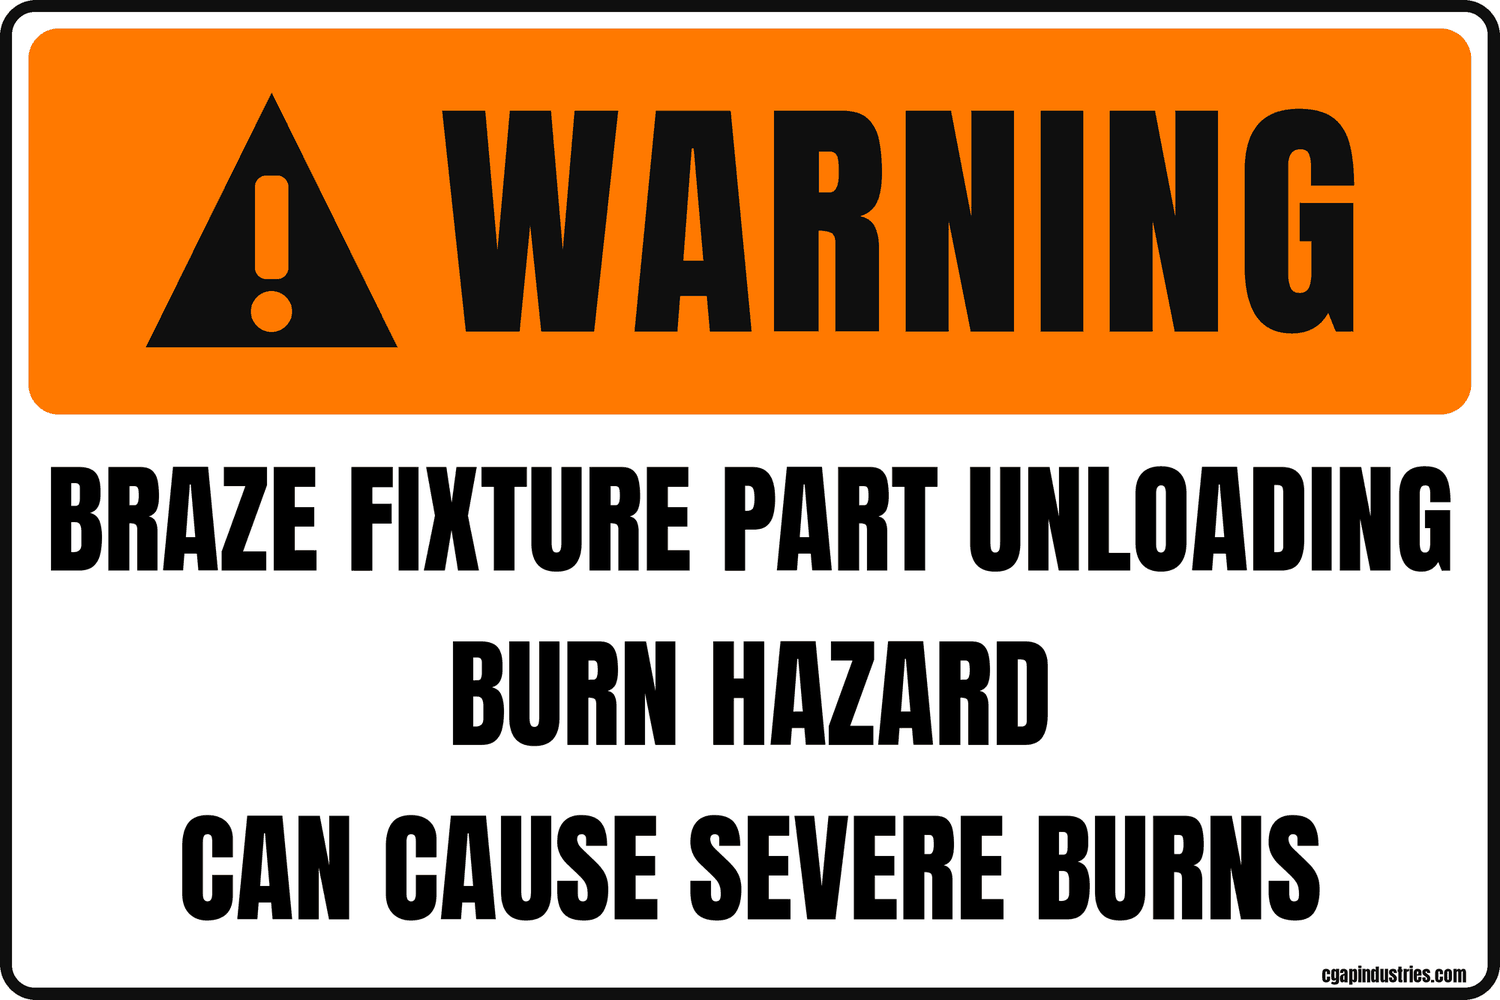 WARNING
BRAZE FIXTURE PART UNLOADING
BURN HAZARD
CAN CAUSE SEVERE BURNS
cgapindustries.com